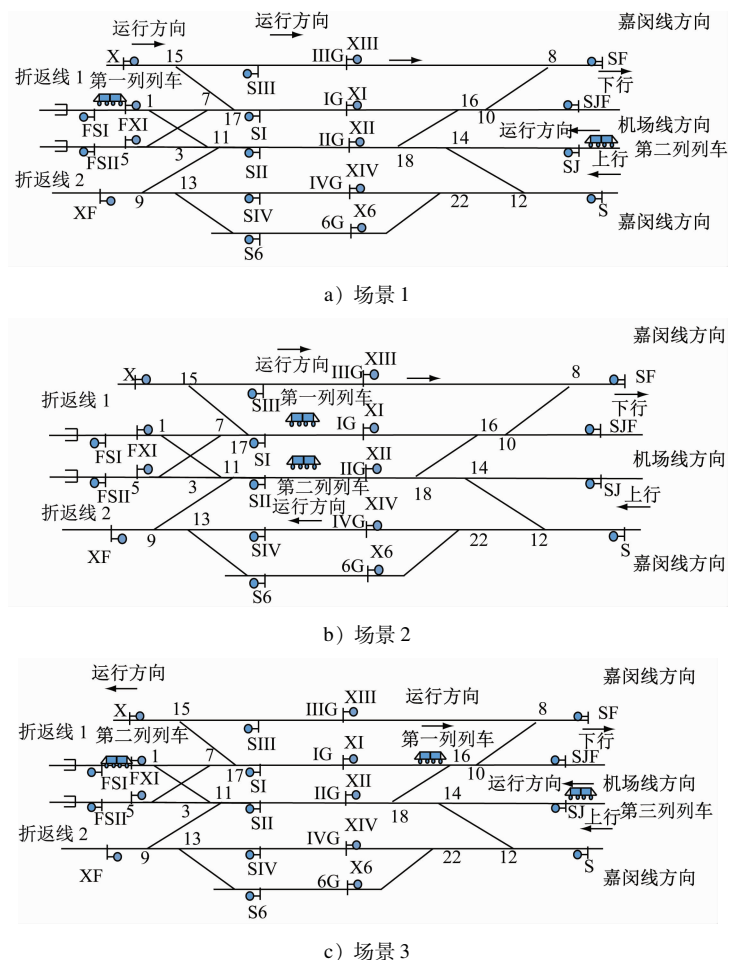 运行方向 运行方向 XIII 嘉闵线方向
X 15 IIIG 8 SF
SIII 下行
折返线 1 第一列列车
1 7 IG XI 16 SJF
FSI FXI 17 SI 10 运行方向 机场线方向
11 IIG XII 14
FSII 5 3 SII 18 SJ 上行 第二列列车
折返线 2 13 IVG XIV
XF 9 SIV X6 22 12 S
6G 嘉闵线方向
S6
a）场景 1
嘉闵线方向
运行方向 XIII
X 15 IIIG 8 SF
SIII 第一列列车 下行
折返线 1 XI
1 7 IG 16 SJF
FSI FXI 17 SI XII 10
11 IIG 14 机场线方向
FSII 5 3 SII 第二列列车 18 SJ 上行
折返线 2 运行方向 XIV
13 IVG
XF 9 SIV X6 22 12 S
6G 嘉闵线方向
S6
b）场景 2
运行方向 XIII 运行方向 嘉闵线方向
X 15 IIIG 8 SF
折返线 1 第二列列车 SIII 第一列列车 下行
1 7 IG XI 16 SJF
FSI FXI 17 SI XII 10 运行方向 机场线方向
11 IIG 14
FSII 5 3 SII 18 SJ 上行 第三列列车
折返线 2 13 IVG XIV
XF 9 SIV X6 22 12 S
6G 嘉闵线方向
S6
c）场景 3